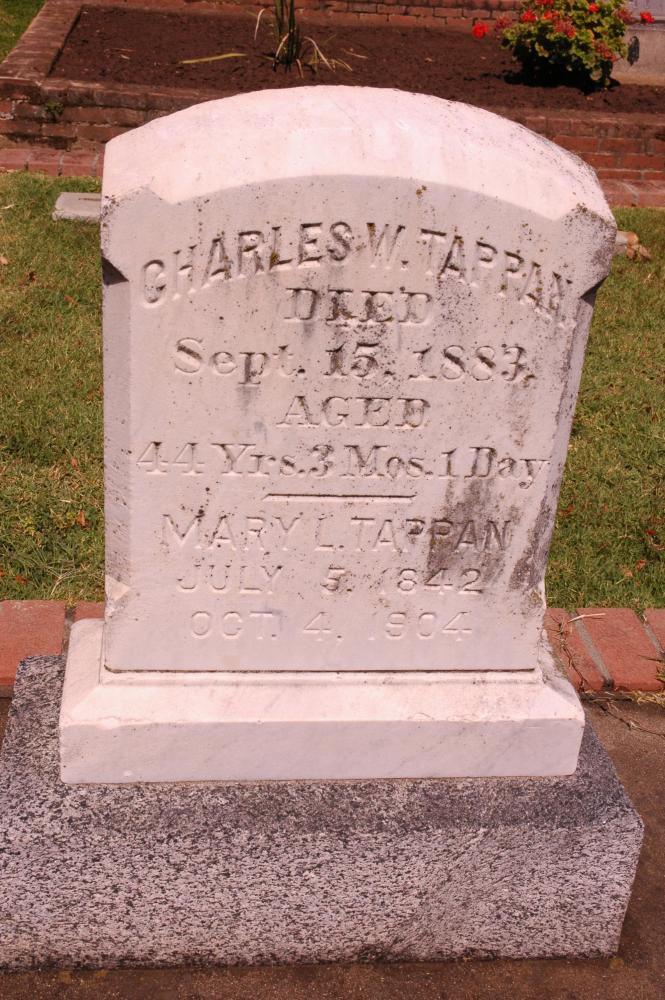 CHARLES W. TAPPAN.
DIED
Sept. 15, 1883.
AGED
44 Yrs. 3 Mos. 1 Day
MARY L. TAPPAN
JULY 5, 1842
OCT. 4, 1904